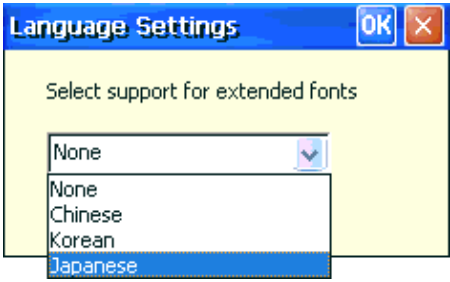 Language Settings OK
Select support for extended fonts
None
None
Chinese
Korean
Japanese